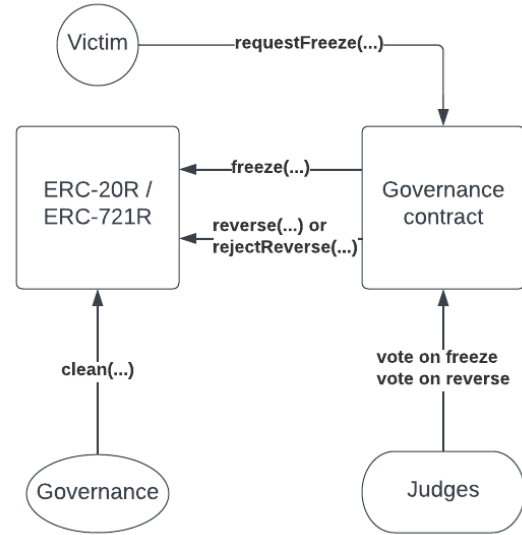 Victim
requestFreeze(...)
ERC-20R /
ERC-721R
freeze(...)
reverse(...) or
rejectReverse(...)
Governance
contract
clean(...)
vote on freeze
vote on reverse
Governance
Judges